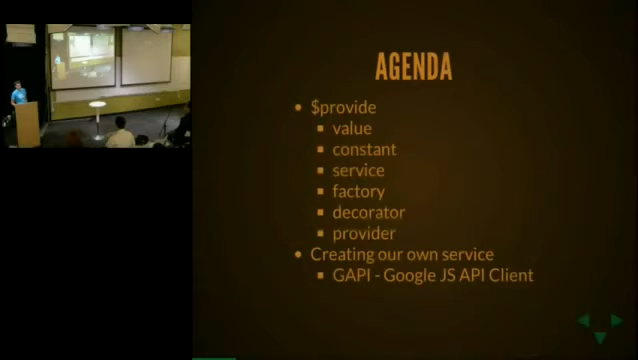 AGENDA
$provide
value
constant
service
factory
decorator
provider
Creating our own service
GAPI - Google JS API Client